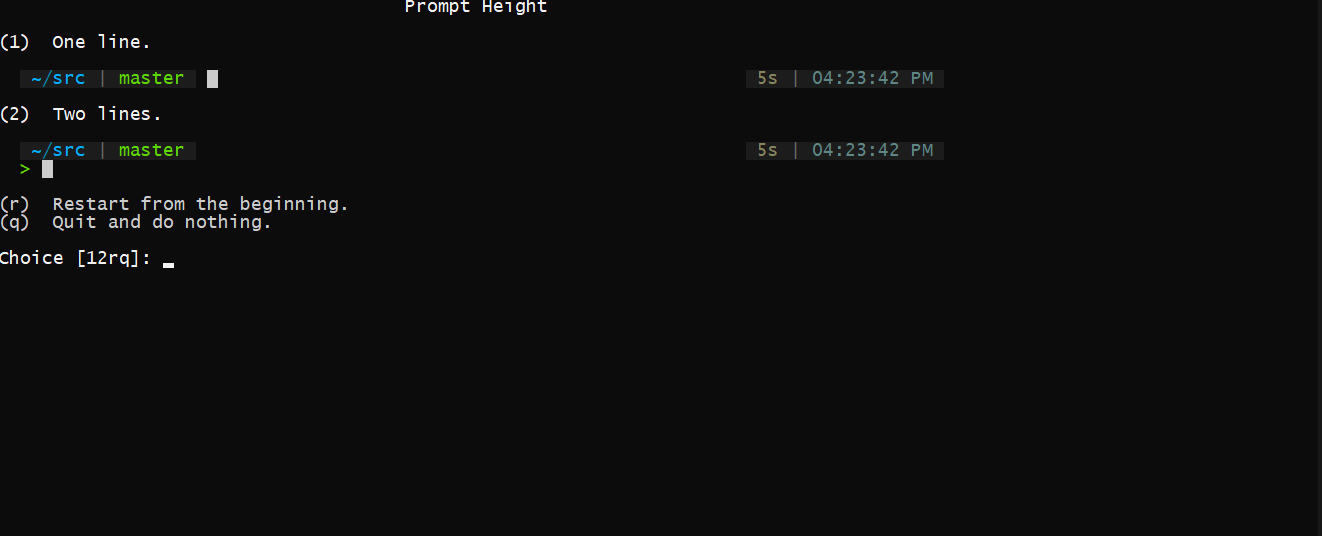 Prompt Height
(1)  One line.
~/src | master 5s | 04:23:42 PM
(2)  Two lines.
~/src | master 5s | 04:23:42 PM
>
(r)  Restart from the beginning.
(q)  Quit and do nothing.
Choice [12rq]: _